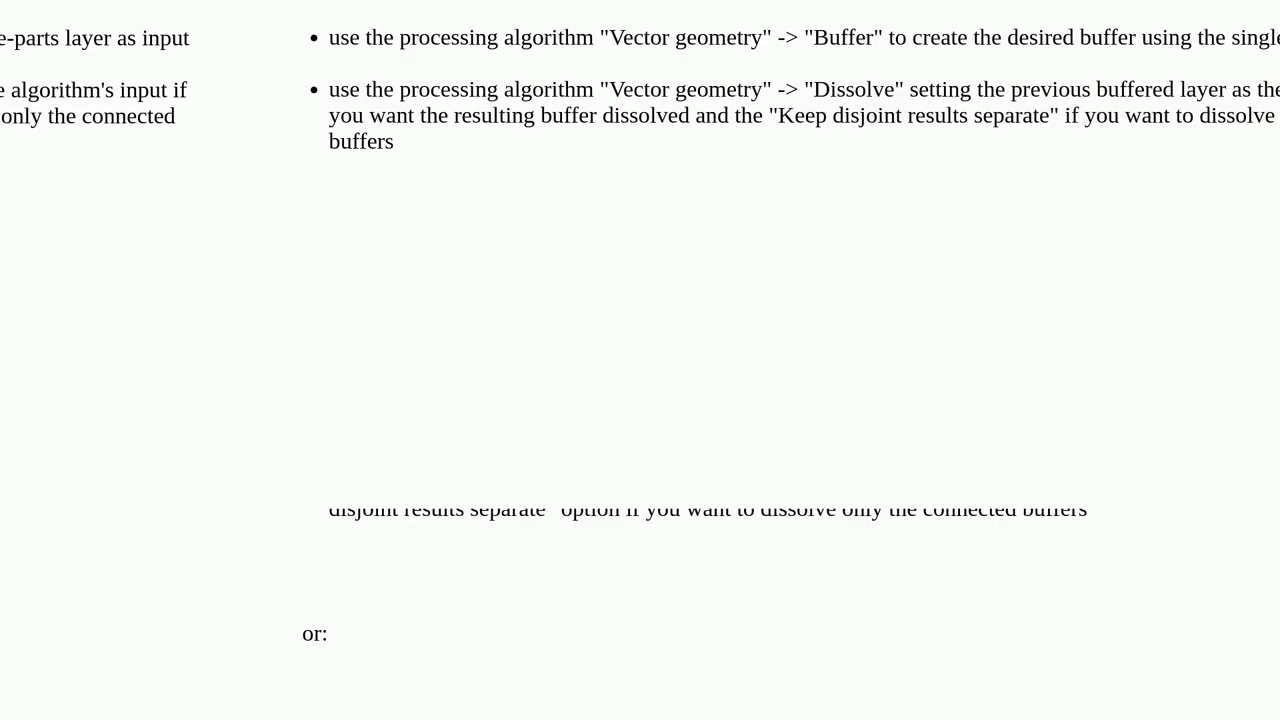 e-parts layer as input
e algorithm's input if
only the connected
• use the processing algorithm "Vector geometry" -> "Buffer" to create the desired buffer using the single
• use the processing algorithm "Vector geometry" -> "Dissolve" setting the previous buffered layer as the
you want the resulting buffer dissolved and the "Keep disjoint results separate" if you want to dissolve
buffers
disjoint results separate" option if you want to dissolve only the connected buffers
or: